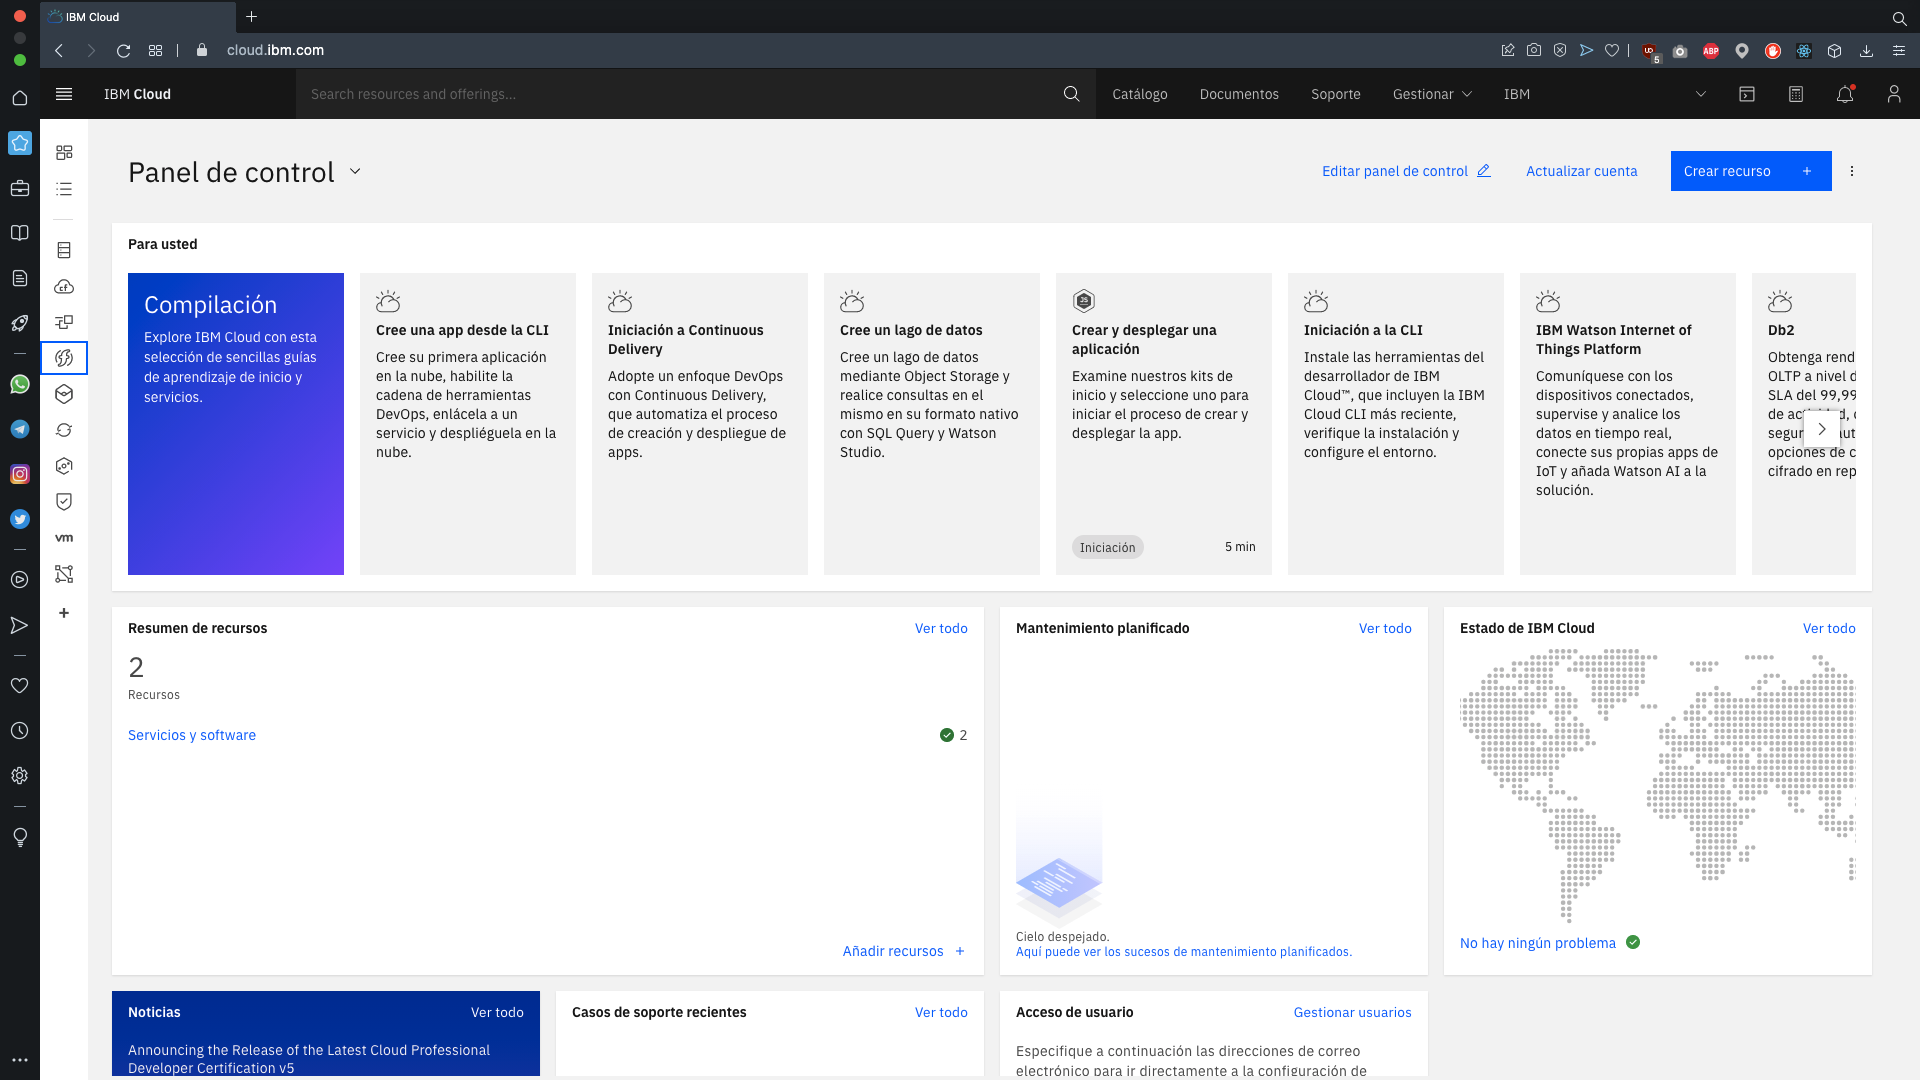 IBM Cloud
cloud.ibm.com
5
ABP
IBM Cloud
Search resources and offerings...
Catálogo
Documentos
Soporte
Gestionar
IBM
Panel de control
Editar panel de control
Actualizar cuenta
Crear recurso +
Para usted
Compilación
Explore IBM Cloud con esta
selección de sencillas guías
de aprendizaje de inicio y
servicios.
Cree una app desde la CLI
Cree su primera aplicación
en la nube, habilite la
cadena de herramientas
DevOps, enlácela a un
servicio y despliéguela en la
nube.
Iniciación a Continuous
Delivery
Adopte un enfoque DevOps
con Continuous Delivery,
que automatiza el proceso
de creación y despliegue de
apps.
Cree un lago de datos
Cree un lago de datos
mediante Object Storage y
realice consultas en el
mismo en su formato nativo
con SQL Query y Watson
Studio.
JS
Crear y desplegar una
aplicación
Examine nuestros kits de
inicio y seleccione uno para
iniciar el proceso de crear y
desplegar la app.
Iniciación
5 min
Iniciación a la CLI
Instale las herramientas del
desarrollador de IBM
Cloud™, que incluyen la IBM
Cloud CLI más reciente,
verifique la instalación y
configure el entorno.
IBM Watson Internet of
Things Platform
Comuníquese con los
dispositivos conectados,
supervise y analice los
datos en tiempo real,
conecte sus propias apps de
IoT y añada Watson AI a la
solución.
Db2
Obtenga rend
OLTP a nivel d
SLA del 99,99
de
segur aut
opciones de c
cifrado en rep
cf
vm
Resumen de recursos
Ver todo
2
Recursos
Servicios y software
2
Añadir recursos +
Mantenimiento planificado
Ver todo
Cielo despejado.
Aquí puede ver los sucesos de mantenimiento planificados.
Estado de IBM Cloud
Ver todo
No hay ningún problema
Noticias
Ver todo
Announcing the Release of the Latest Cloud Professional
Developer Certification v5
Casos de soporte recientes
Ver todo
Acceso de usuario
Gestionar usuarios
Especifique a continuación las direcciones de correo
electrónico para ir directamente a la configuración de